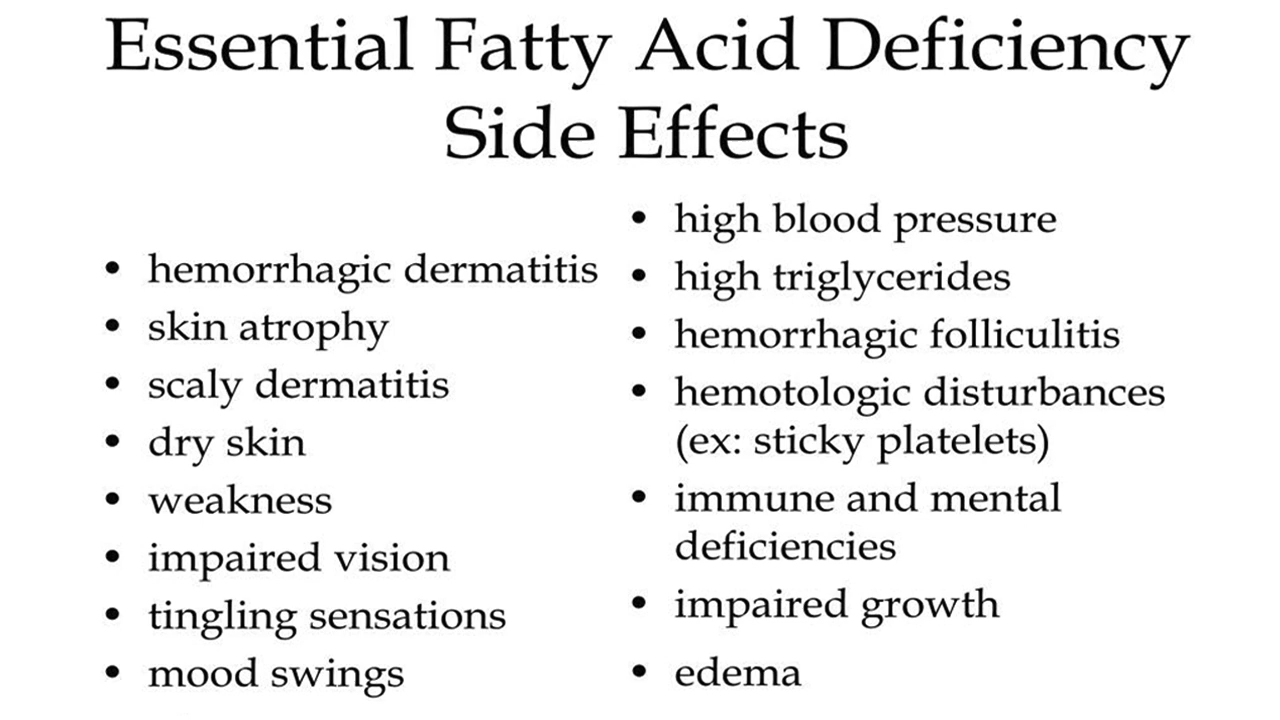 Essential Fatty Acid Deficiency
Side Effects
• hemorrhagic dermatitis
• skin atrophy
• scaly dermatitis
• dry skin
• weakness
• impaired vision
• tingling sensations
• mood swings
• high blood pressure
• high triglycerides
• hemorrhagic folliculitis
• hemotologic disturbances
(ex: sticky platelets)
• immune and mental
deficiencies
• impaired growth
• edema